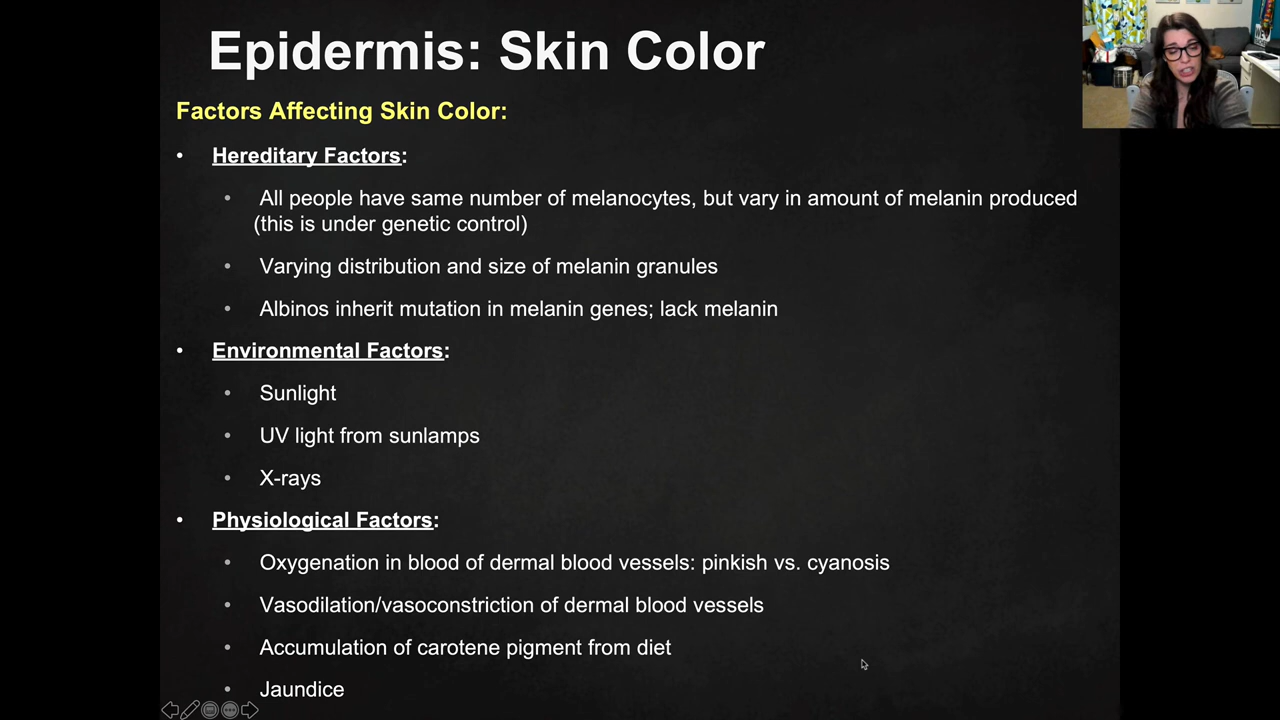 Epidermis: Skin Color
Factors Affecting Skin Color:
• Hereditary Factors:
• All people have same number of melanocytes, but vary in amount of melanin produced
(this is under genetic control)
• Varying distribution and size of melanin granules
• Albinos inherit mutation in melanin genes; lack melanin
• Environmental Factors:
• Sunlight
• UV light from sunlamps
• X-rays
• Physiological Factors:
• Oxygenation in blood of dermal blood vessels: pinkish vs. cyanosis
• Vasodilation/vasoconstriction of dermal blood vessels
• Accumulation of carotene pigment from diet
• Jaundice